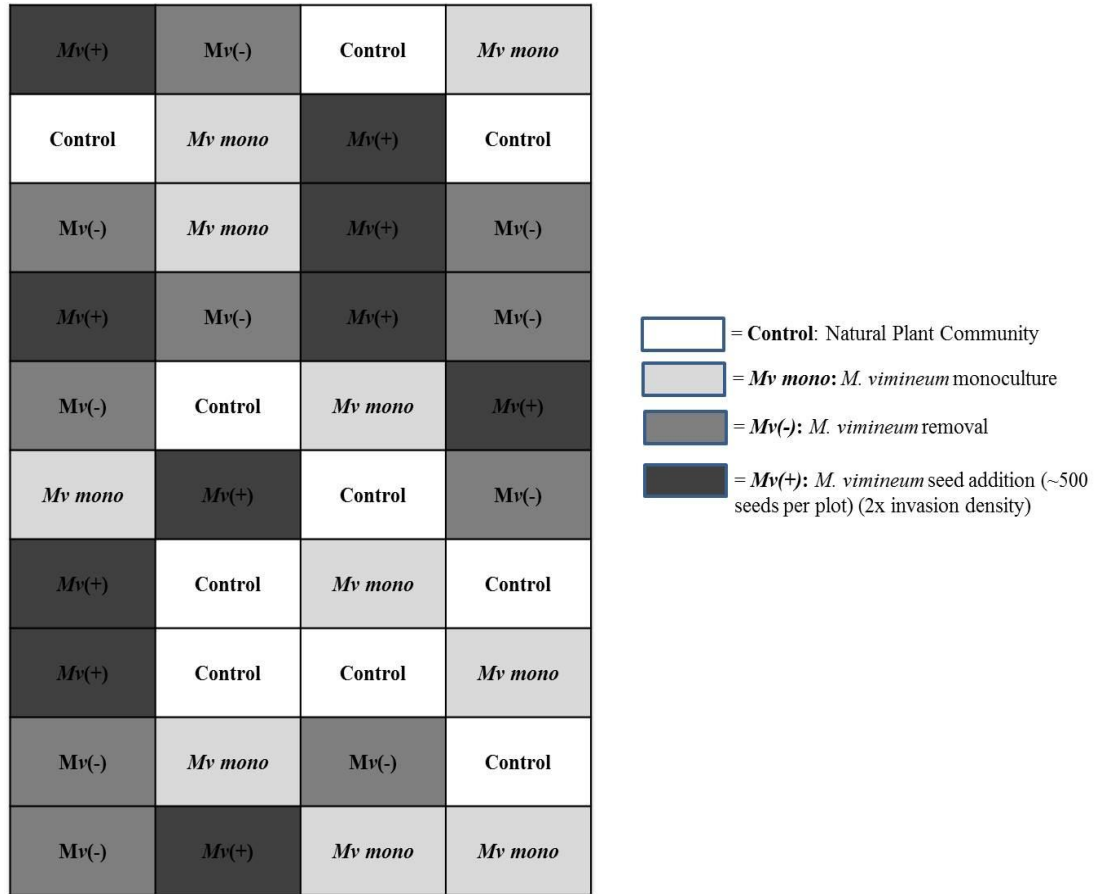 Mv(+) Mv(-) Control Mv mono
Control Mv mono Mv(+) Control
Mv(-) Mv mono Mv(+) Mv(-)
Mv(+) Mv(-) Mv(+) Mv(-)
Mv(-) Control Mv mono Mv(+)
Mv mono Mv(+) Control Mv(-)
Mv(+) Control Mv mono Control
Mv(+) Control Control Mv mono
Mv(-) Mv mono Mv(-) Control
Mv(-) Mv(+) Mv mono Mv mono
= Control: Natural Plant Community
= Mv mono: M. vimineum monoculture
= Mv(-): M. vimineum removal
= Mv(+): M. vimineum seed addition (~500
seeds per plot) (2x invasion density)